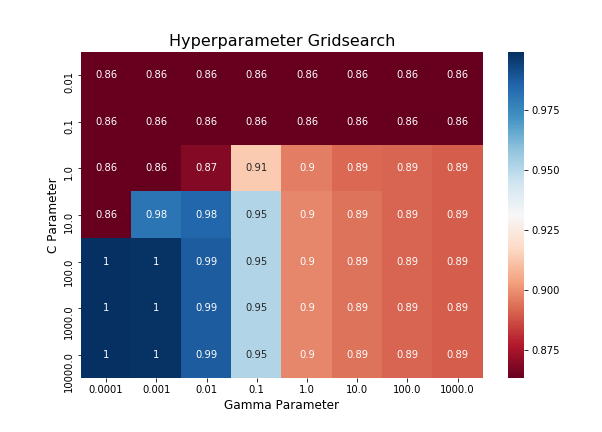 Hyperparameter Gridsearch
0.01 0.86 0.86 0.86 0.86 0.86 0.86 0.86 0.86
0.1 0.86 0.86 0.86 0.86 0.86 0.86 0.86 0.86
1.0 0.86 0.86 0.87 0.91 0.9 0.89 0.89 0.89
10.0 0.86 0.98 0.98 0.95 0.9 0.89 0.89 0.89
100.0 1 1 0.99 0.95 0.9 0.89 0.89 0.89
1000.0 1 1 0.99 0.95 0.9 0.89 0.89 0.89
10000.0 1 1 0.99 0.95 0.9 0.89 0.89 0.89
C Parameter
0.0001 0.001 0.01 0.1 1.0 10.0 100.0 1000.0
Gamma Parameter
0.975
0.950
0.925
0.900
0.875